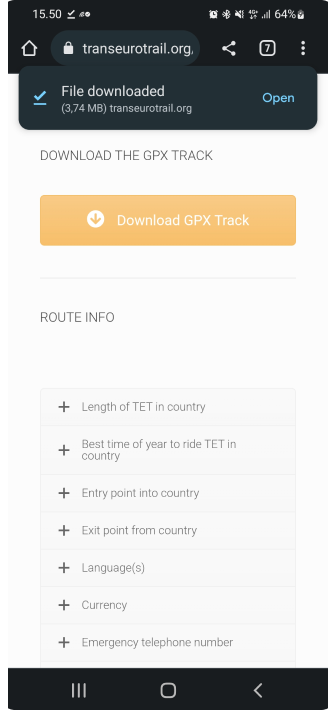 15.50
64%
transeurotrail.org,
7
File downloaded
(3,74 MB) transeurotrail.org
Open
DOWNLOAD THE GPX TRACK
Download GPX Track
ROUTE INFO
Length of TET in country
Best time of year to ride TET in
country
Entry point into country
Exit point from country
Language(s)
Currency
Emergency telephone number